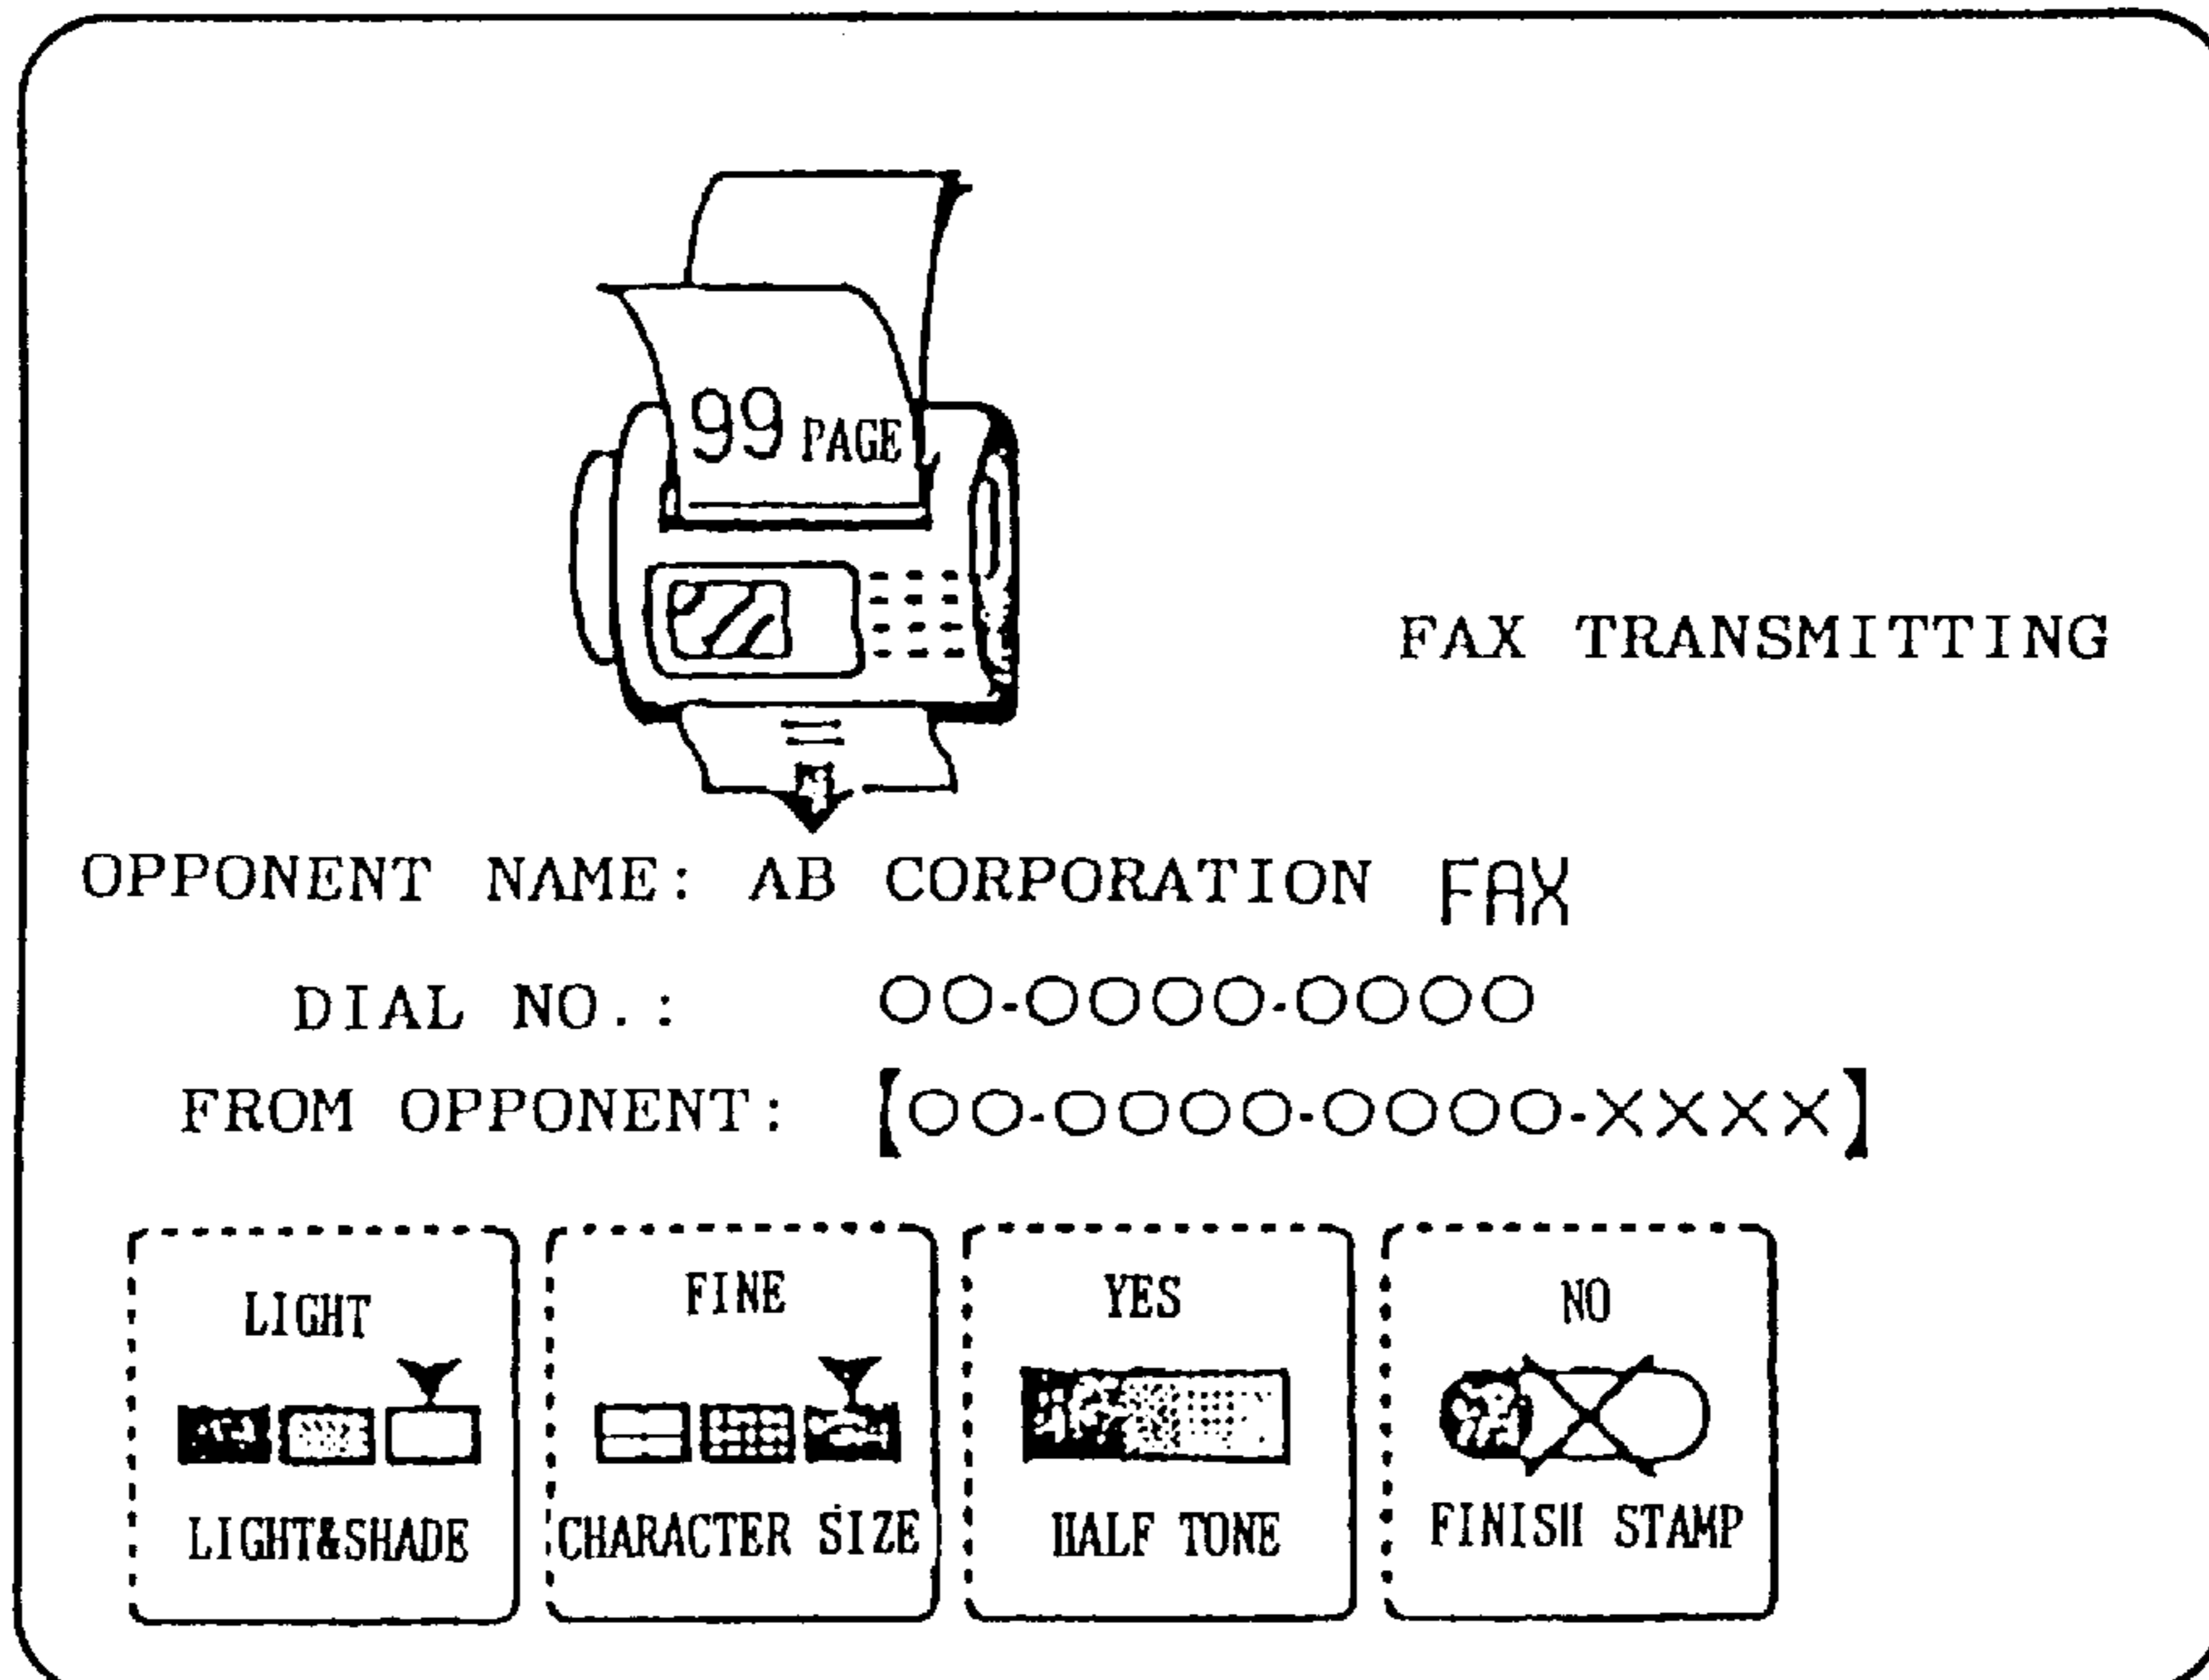 99 PAGE
FAX TRANSMITTING
OPPONENT NAME: AB CORPORATION FAX
DIAL NO.: OO-OOOO-OOOO
FROM OPPONENT: [OO-OOOO-OOOO-XXXX]
LIGHT FINE YES NO
LIGHT&SHADE CHARACTER SIZE HALF TONE FINISH STAMP